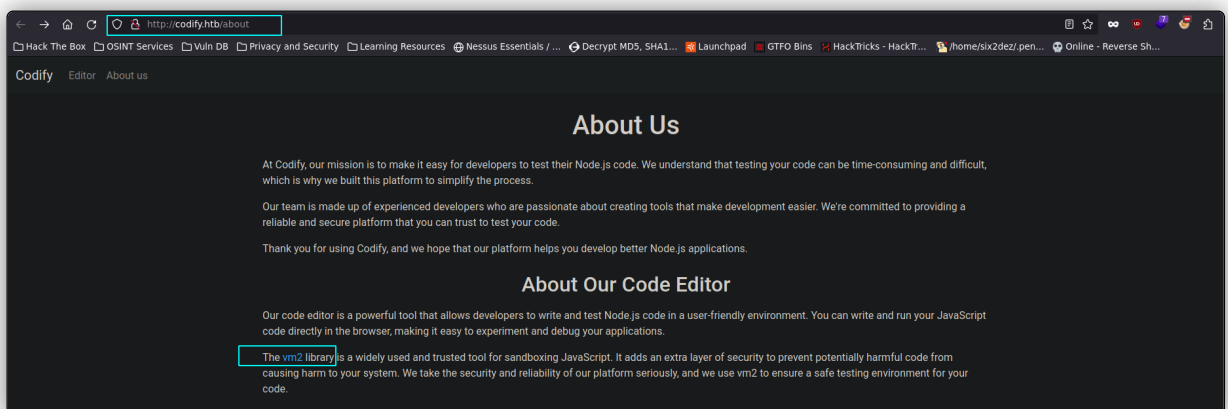 http://codify.htb/about
Hack The Box OSINT Services Vuln DB Privacy and Security Learning Resources Nessus Essentials / ... Decrypt MD5, SHA1... Launchpad GTFO Bins HackTricks - HackTr... /home/six2dez/.pen... Online - Reverse Sh...
Codify Editor About us
About Us
At Codify, our mission is to make it easy for developers to test their Node.js code. We understand that testing your code can be time-consuming and difficult,
which is why we built this platform to simplify the process.
Our team is made up of experienced developers who are passionate about creating tools that make development easier. We're committed to providing a
reliable and secure platform that you can trust to test your code.
Thank you for using Codify, and we hope that our platform helps you develop better Node.js applications.
About Our Code Editor
Our code editor is a powerful tool that allows developers to write and test Node.js code in a user-friendly environment. You can write and run your JavaScript
code directly in the browser, making it easy to experiment and debug your applications.
The vm2 library is a widely used and trusted tool for sandboxing JavaScript. It adds an extra layer of security to prevent potentially harmful code from
causing harm to your system. We take the security and reliability of our platform seriously, and we use vm2 to ensure a safe testing environment for your
code.